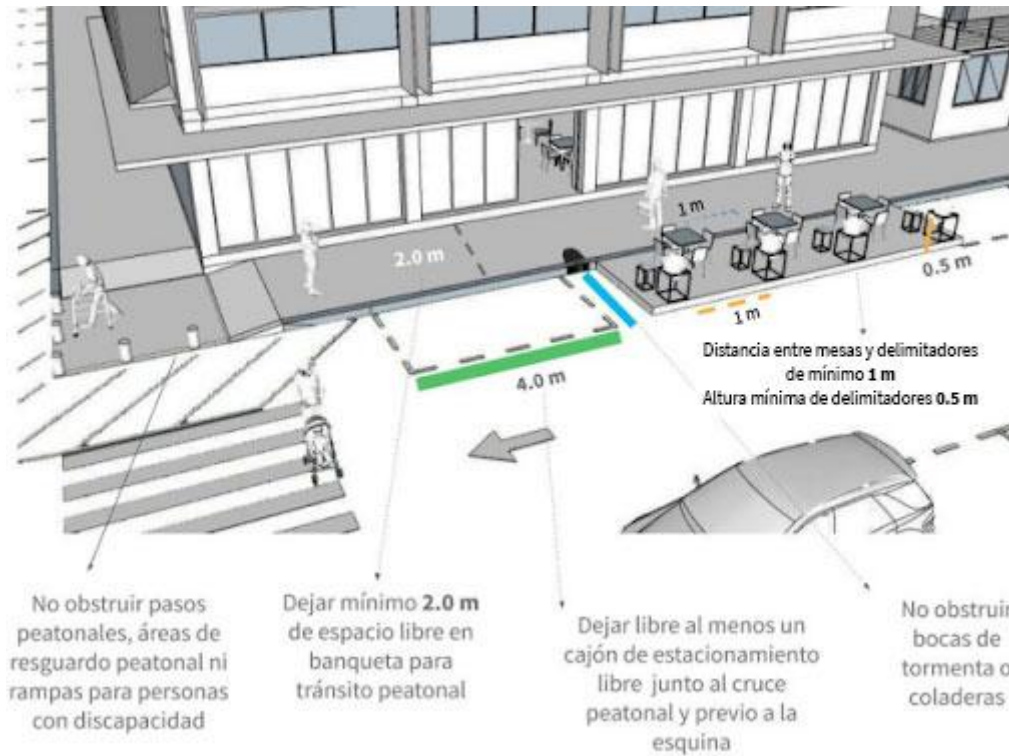 2.0 m
1 m
0.5 m
1 m
4.0 m
Distancia entre mesas y delimitadores
de mínimo 1 m
Altura mínima de delimitadores 0.5 m
No obstruir pasos
peatonales, áreas de
resguardo peatonal ni
rampas para personas
con discapacidad
Dejar mínimo 2.0 m
de espacio libre en
banqueta para
tránsito peatonal
Dejar libre al menos un
cajón de estacionamiento
libre junto al cruce
peatonal y previo a la
esquina
No obstruir
bocas de
tormenta o
coladeras